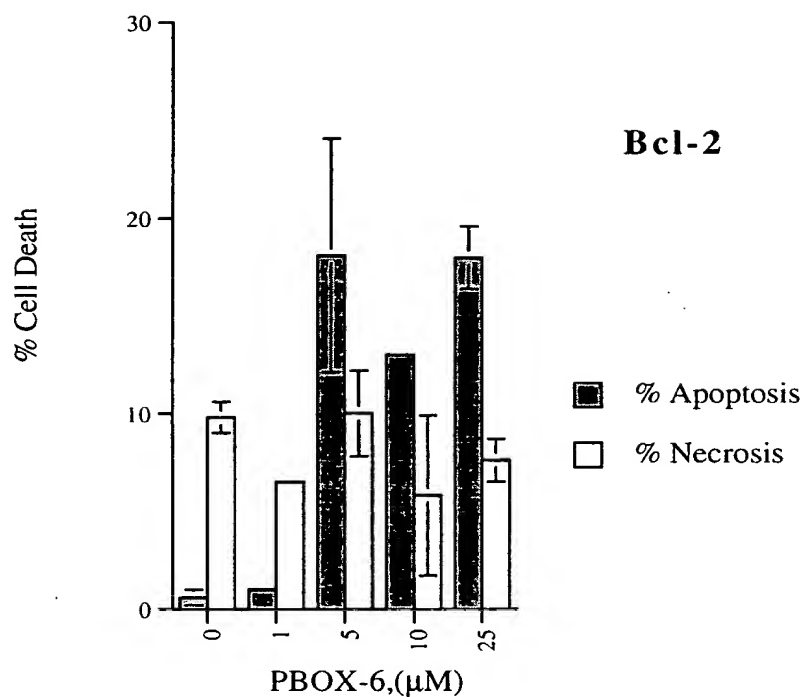 30
20
10
0
% Cell Death
Bcl-2
% Apoptosis
% Necrosis
0
1
5
10
25
PBOX-6,(μM)